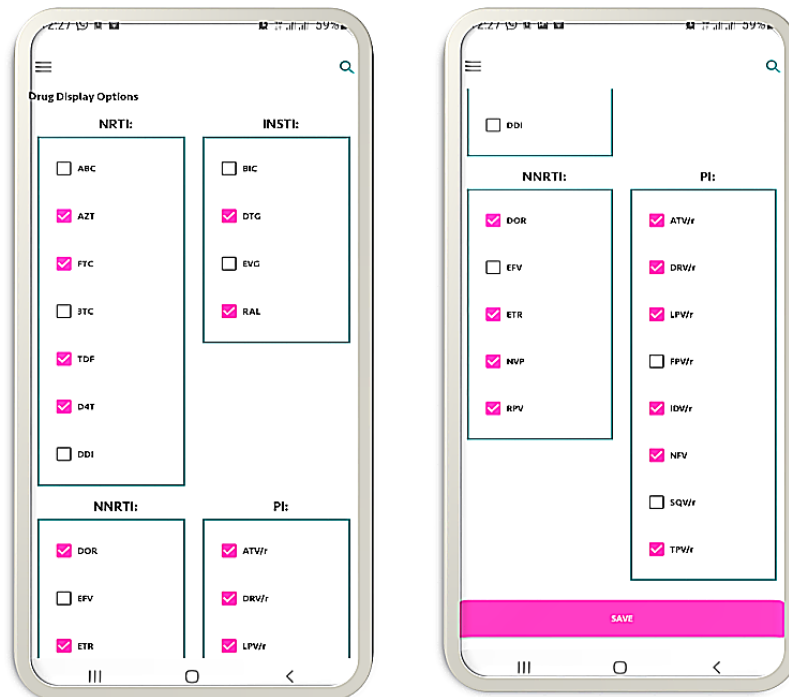 Drug Display Options
NRTI:
ABC
AZT
FTC
3TC
TDF
D4T
DDI
INSTI:
BIC
DTG
EVG
RAL
NNRTI:
DOR
EFV
ETR
PI:
ATV/r
DRV/r
LPV/r
DDI
NNRTI:
DOR
EFV
ETR
NVP
RPV
PI:
ATV/r
DRV/r
LPV/r
FPV/r
IDV/r
NFV
SQV/r
TPV/r
SAVE